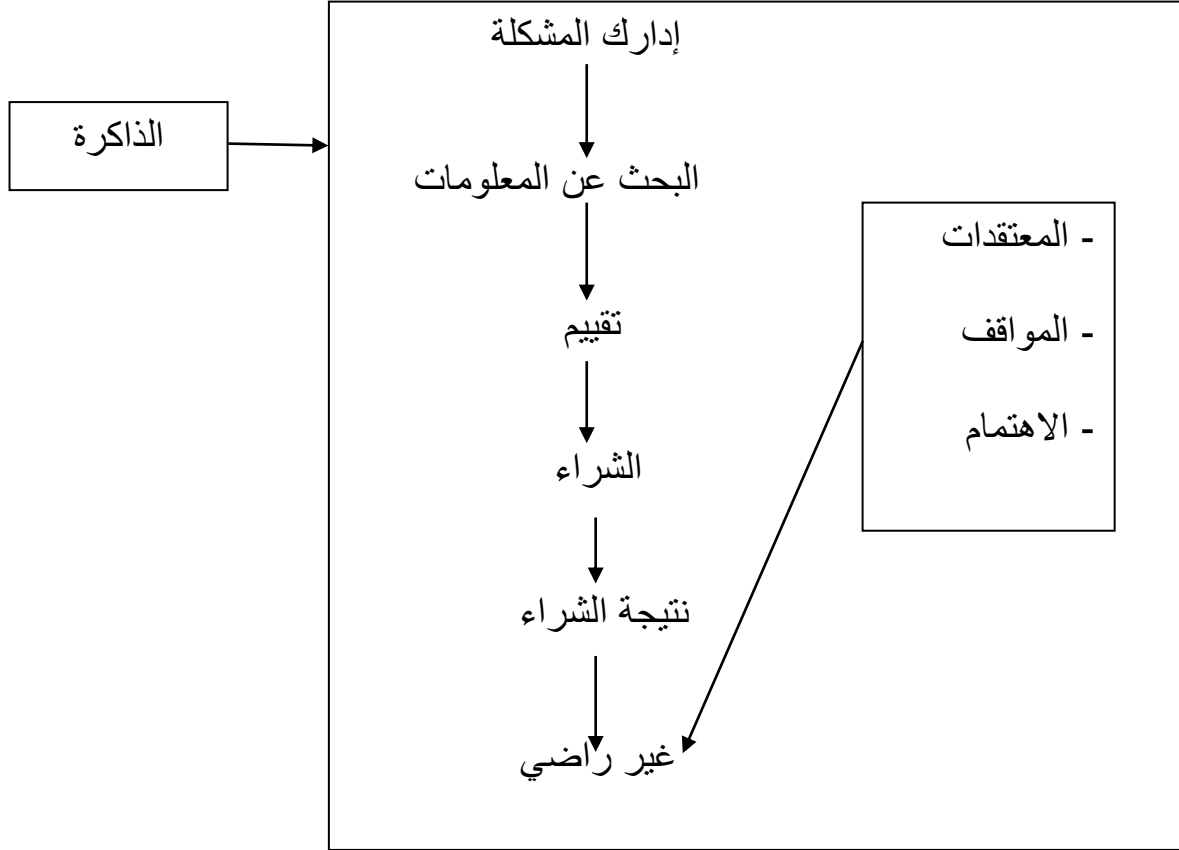 إدارك المشكلة
الذاكرة
البحث عن المعلومات
- المعتقدات
تقييم
- المواقف
- الاهتمام
الشراء
نتيجة الشراء
غير راضي